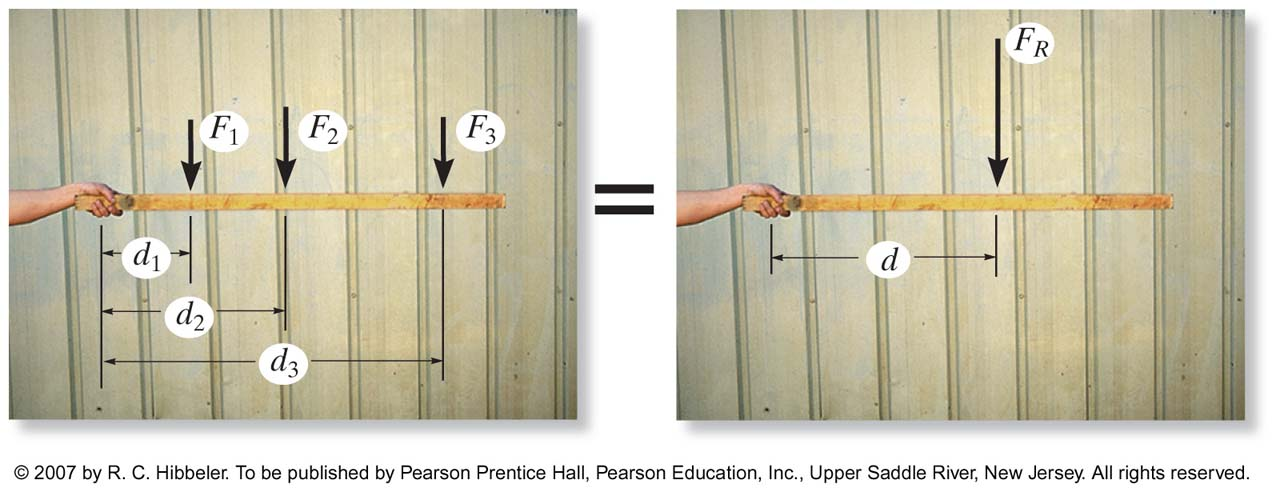 F1 F2 F3
d1
d2
d3
=
FR
d
© 2007 by R. C. Hibbeler. To be published by Pearson Prentice Hall, Pearson Education, Inc., Upper Saddle River, New Jersey. All rights reserved.